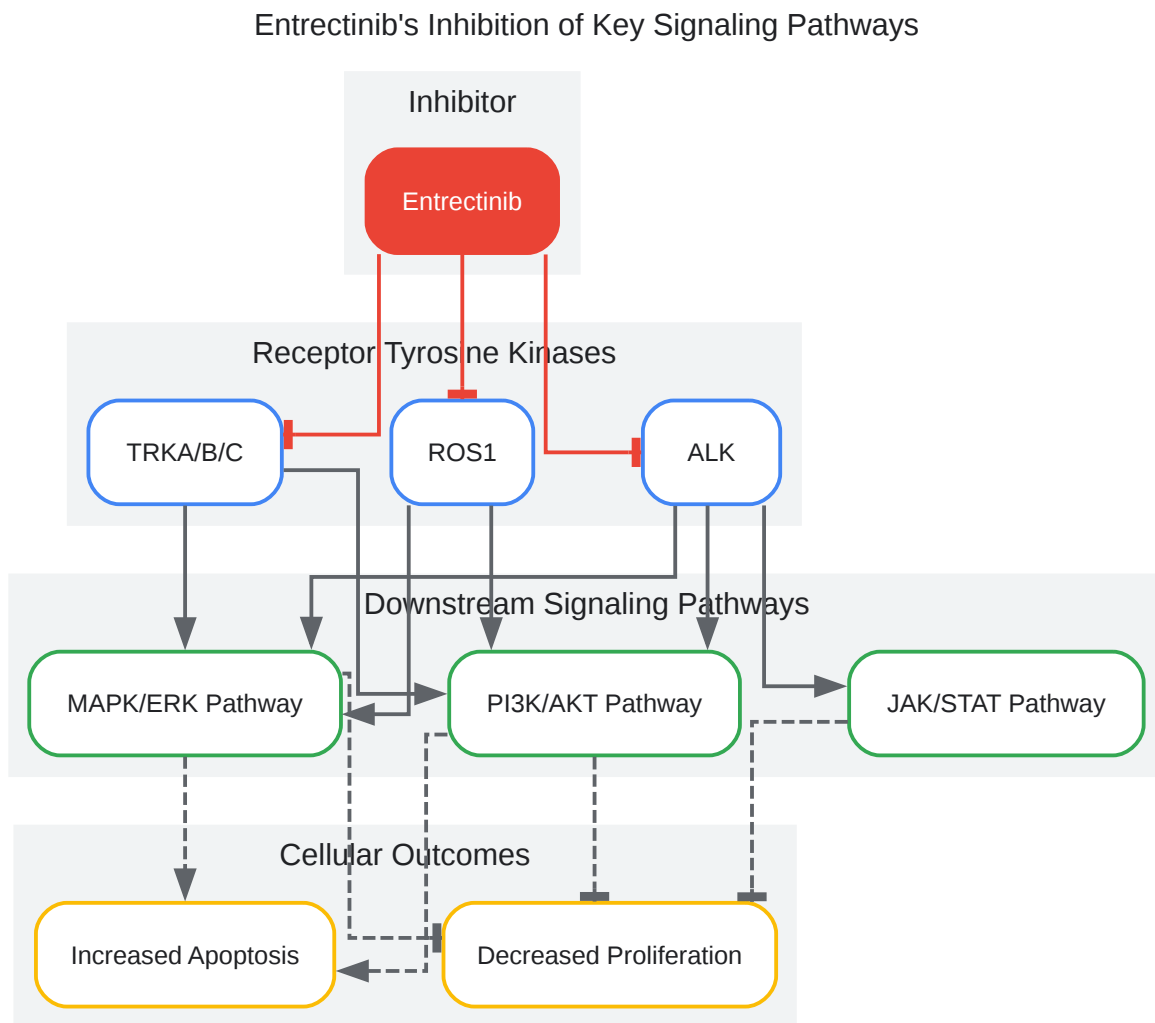 Entrectinib's Inhibition of Key Signaling Pathways
Inhibitor
Entrectinib
Receptor Tyrosine Kinases
TRKA/B/C
ROS1
ALK
Downstream Signaling Pathways
MAPK/ERK Pathway
PI3K/AKT Pathway
JAK/STAT Pathway
Cellular Outcomes
Increased Apoptosis
Decreased Proliferation